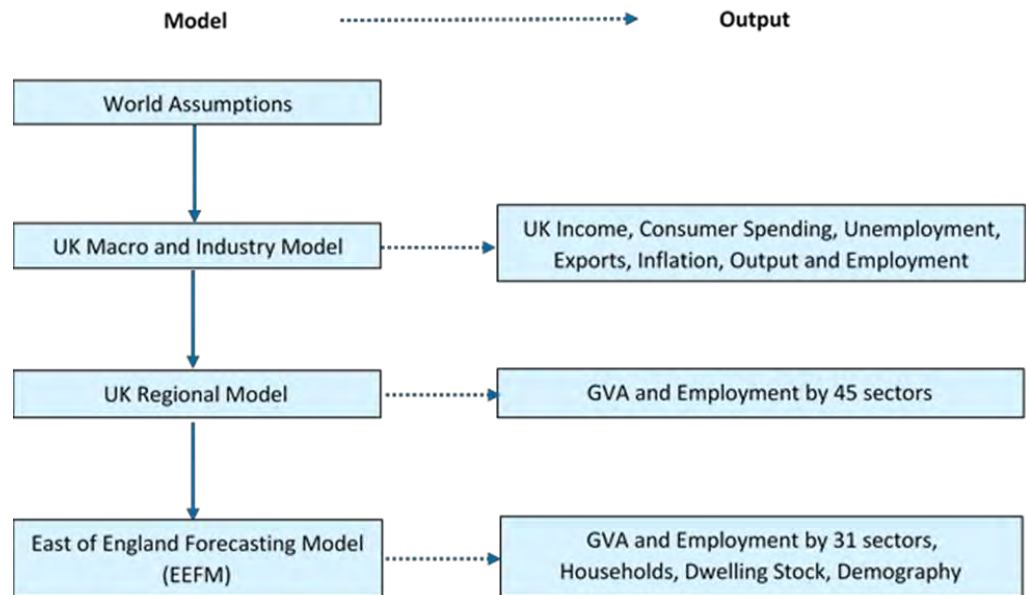 Model
Output
World Assumptions
UK Macro and Industry Model
UK Income, Consumer Spending, Unemployment,
Exports, Inflation, Output and Employment
UK Regional Model
GVA and Employment by 45 sectors
East of England Forecasting Model
(EEFM)
GVA and Employment by 31 sectors,
Households, Dwelling Stock, Demography